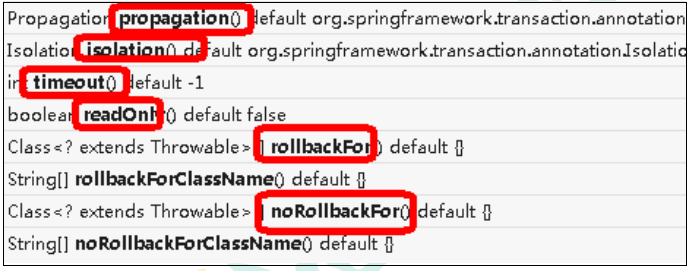 Propagation propagation() default org.springframework.transaction.annotation
Isolation isolation() default org.springframework.transaction.annotation.Isolatio
int timeout() default -1
boolean readOnly() default false
Class<? extends Throwable>[] rollbackFor() default {}
String[] rollbackForClassName() default {}
Class<? extends Throwable>[] noRollbackFor() default {}
String[] noRollbackForClassName() default {}